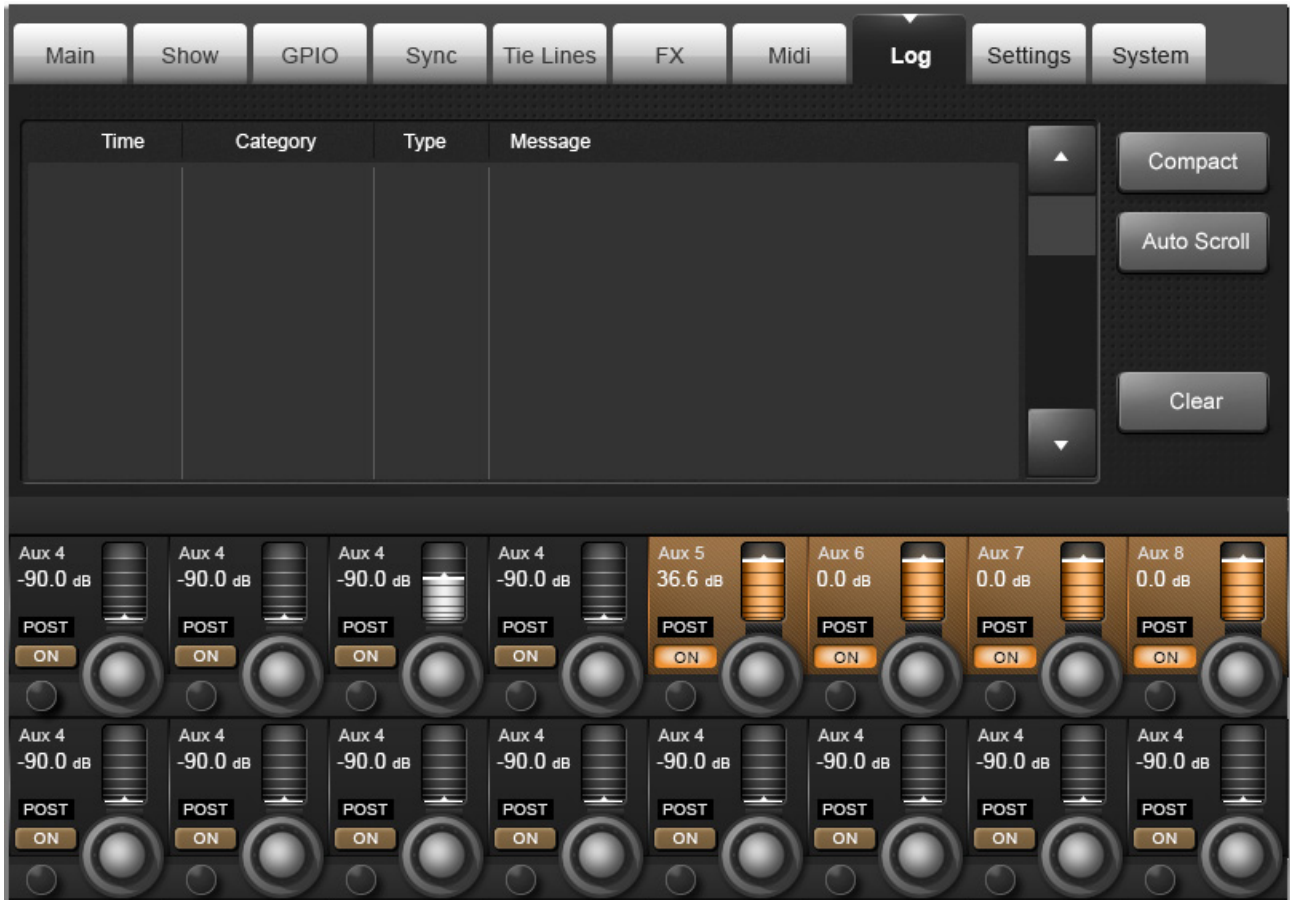 Main Show GPIO Sync Tie Lines FX Midi Log Settings System
Time Category Type Message
Compact
Auto Scroll
Clear
Aux 4 Aux 4 Aux 4 Aux 4 Aux 5 Aux 6 Aux 7 Aux 8
-90.0 dB -90.0 dB -90.0 dB -90.0 dB 36.6 dB 0.0 dB 0.0 dB 0.0 dB
POST POST POST POST POST POST POST POST
ON ON ON ON ON ON ON ON
Aux 4 Aux 4 Aux 4 Aux 4 Aux 4 Aux 4 Aux 4 Aux 4
-90.0 dB -90.0 dB -90.0 dB -90.0 dB -90.0 dB -90.0 dB -90.0 dB -90.0 dB
POST POST POST POST POST POST POST POST
ON ON ON ON ON ON ON ON